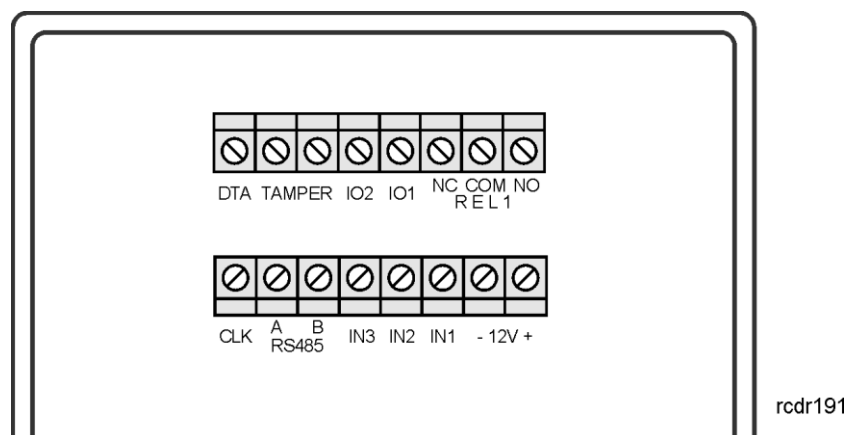 DTA TAMPER IO2 IO1 NC COM NO
REL1
CLK A B IN3 IN2 IN1 - 12V +
RS485
rcdr191